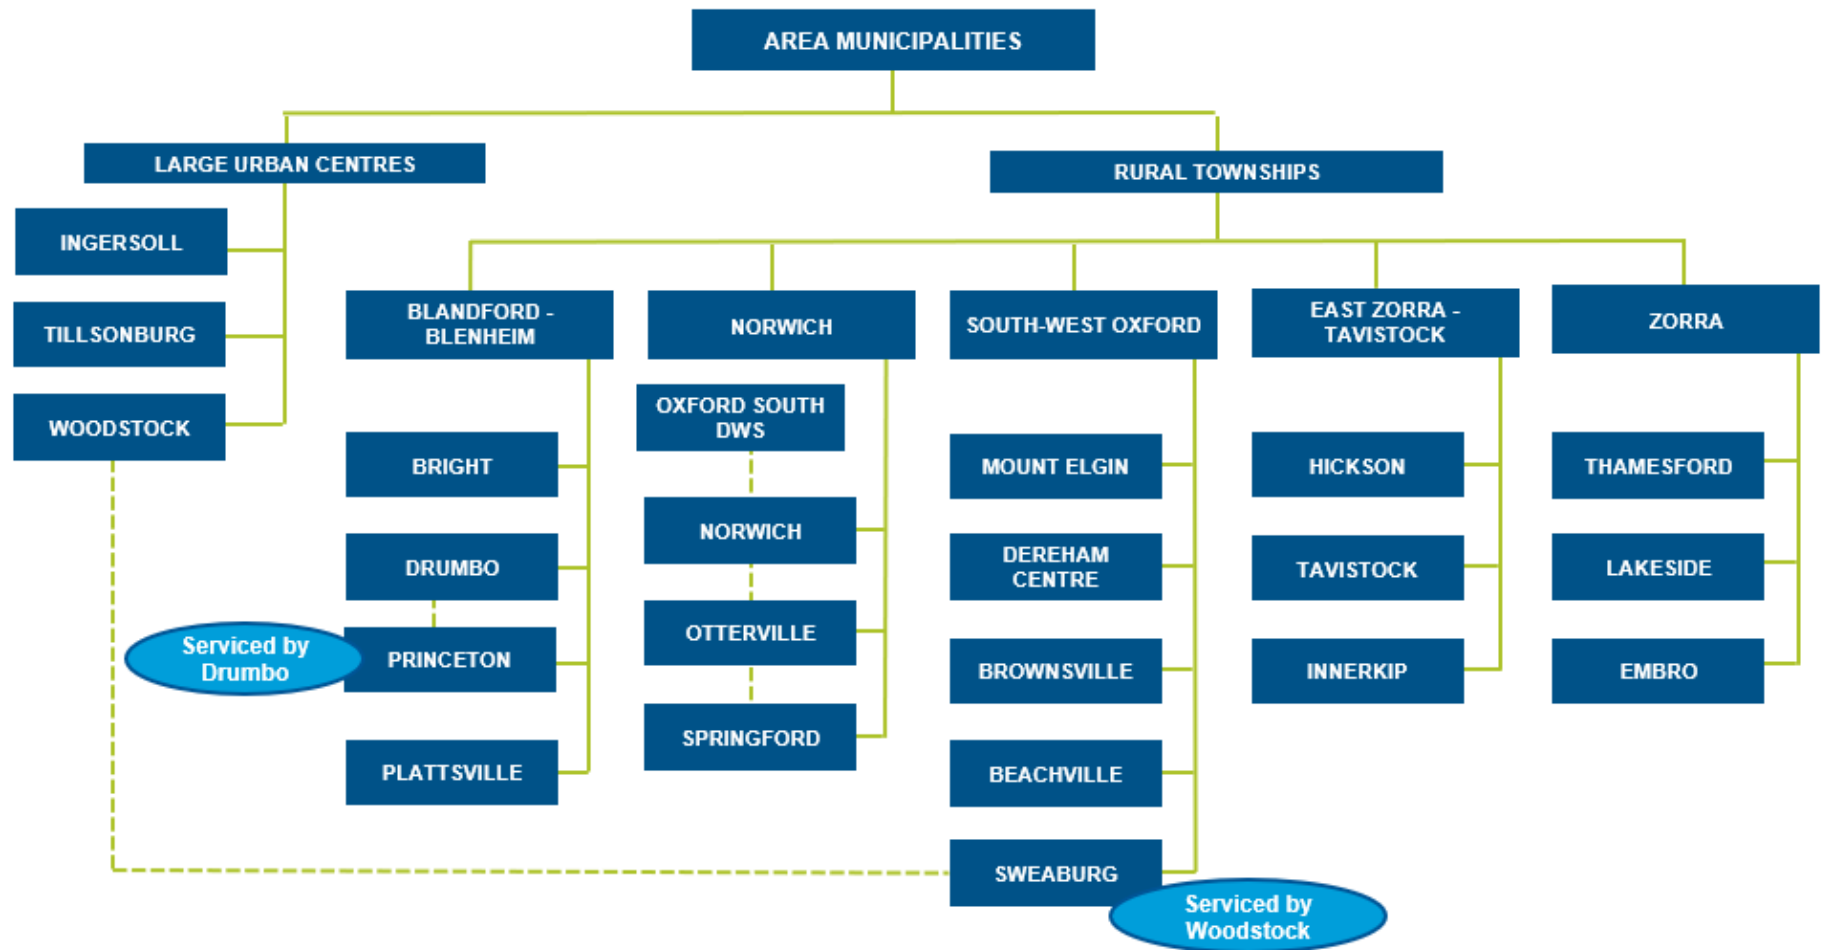 AREA MUNICIPALITIES
LARGE URBAN CENTRES
RURAL TOWNSHIPS
INGERSOLL
TILLSONBURG
WOODSTOCK
BLANDFORD -
BLENHEIM
BRIGHT
DRUMBO
Serviced by
Drumbo
PRINCETON
PLATTSVILLE
NORWICH
OXFORD SOUTH
DWS
NORWICH
OTTERVILLE
SPRINGFORD
SOUTH-WEST OXFORD
MOUNT ELGIN
DEREHAM
CENTRE
BROWNSVILLE
BEACHVILLE
SWEABURG
Serviced by
Woodstock
EAST ZORRA -
TAVISTOCK
HICKSON
TAVISTOCK
INNERKIP
ZORRA
THAMESFORD
LAKESIDE
EMBRO